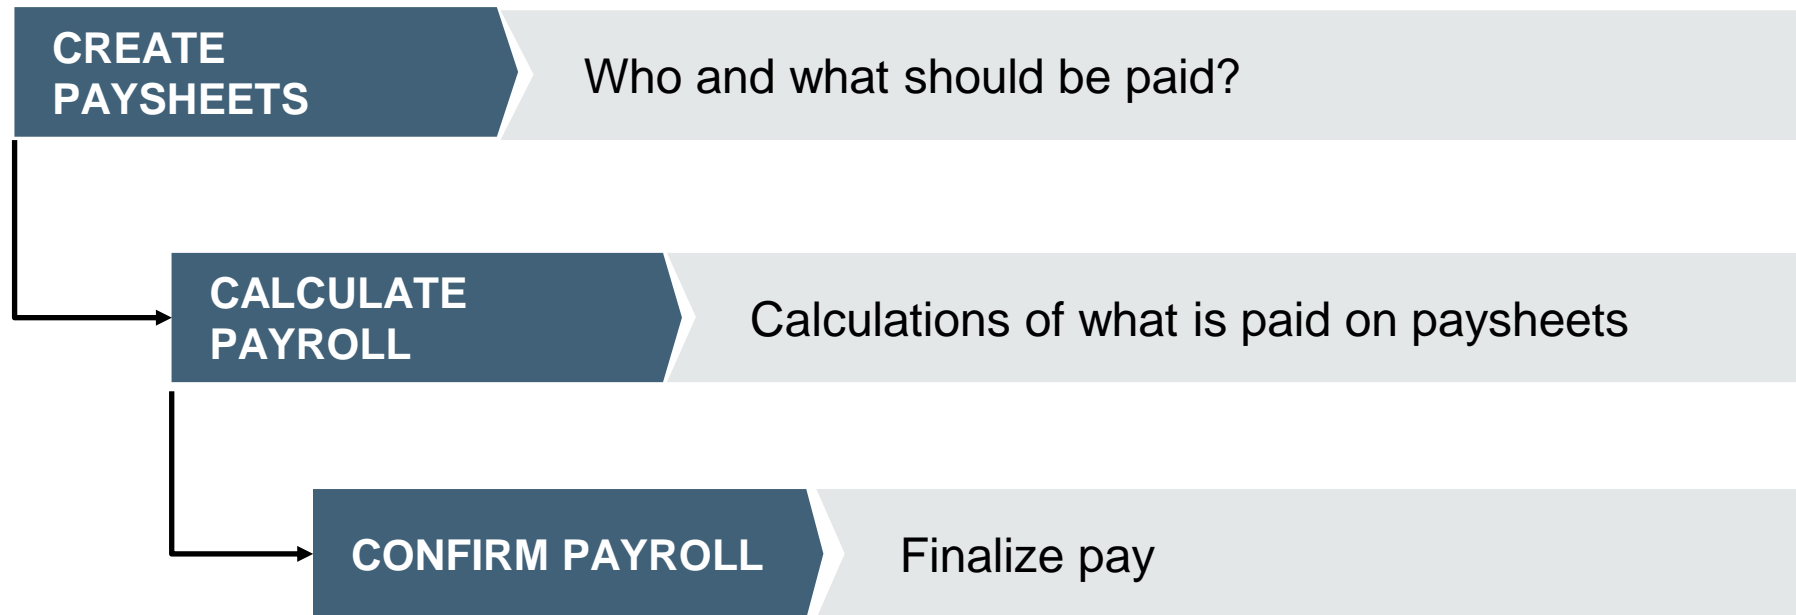 CREATE
PAYSHEETS
Who and what should be paid?
CALCULATE
PAYROLL
Calculations of what is paid on paysheets
CONFIRM PAYROLL
Finalize pay